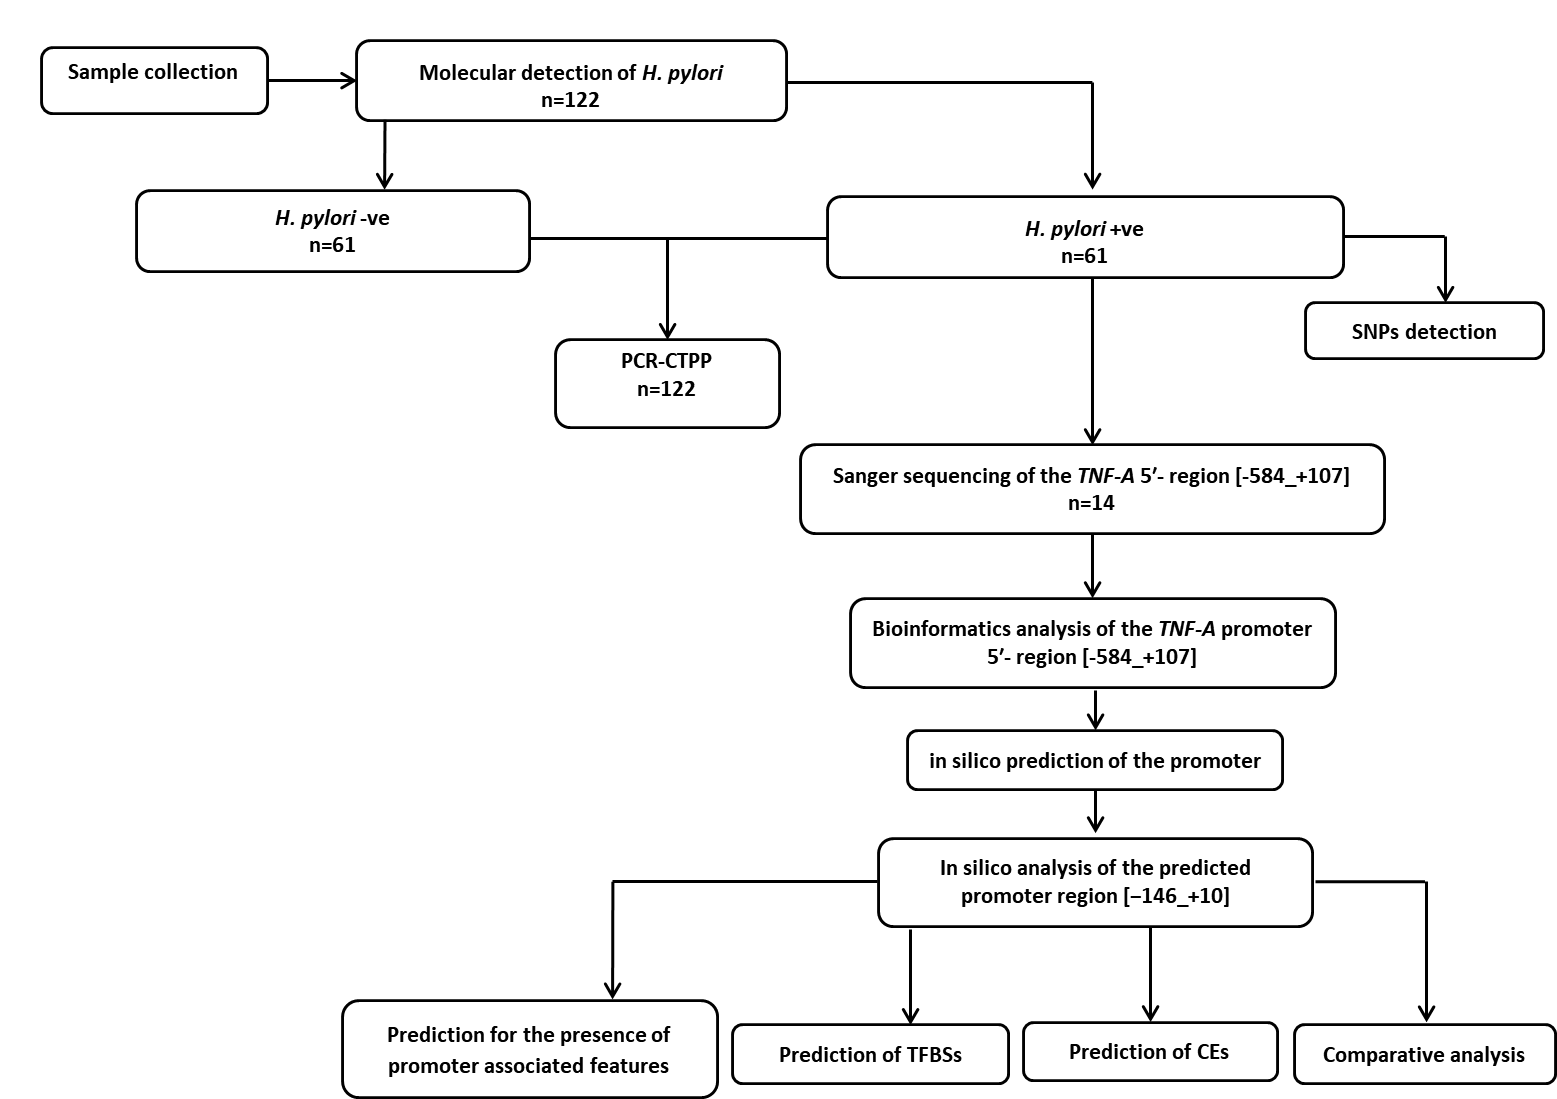 Sample collection
Molecular detection of H. pylori
n=122
H. pylori -ve
n=61
H. pylori +ve
n=61
SNPs detection
PCR-CTPP
n=122
Sanger sequencing of the TNF-A 5′- region [-584_+107]
n=14
Bioinformatics analysis of the TNF-A promoter
5′- region [-584_+107]
in silico prediction of the promoter
In silico analysis of the predicted
promoter region [−146_+10]
Prediction for the presence of
promoter associated features
Prediction of TFBSs
Prediction of CEs
Comparative analysis